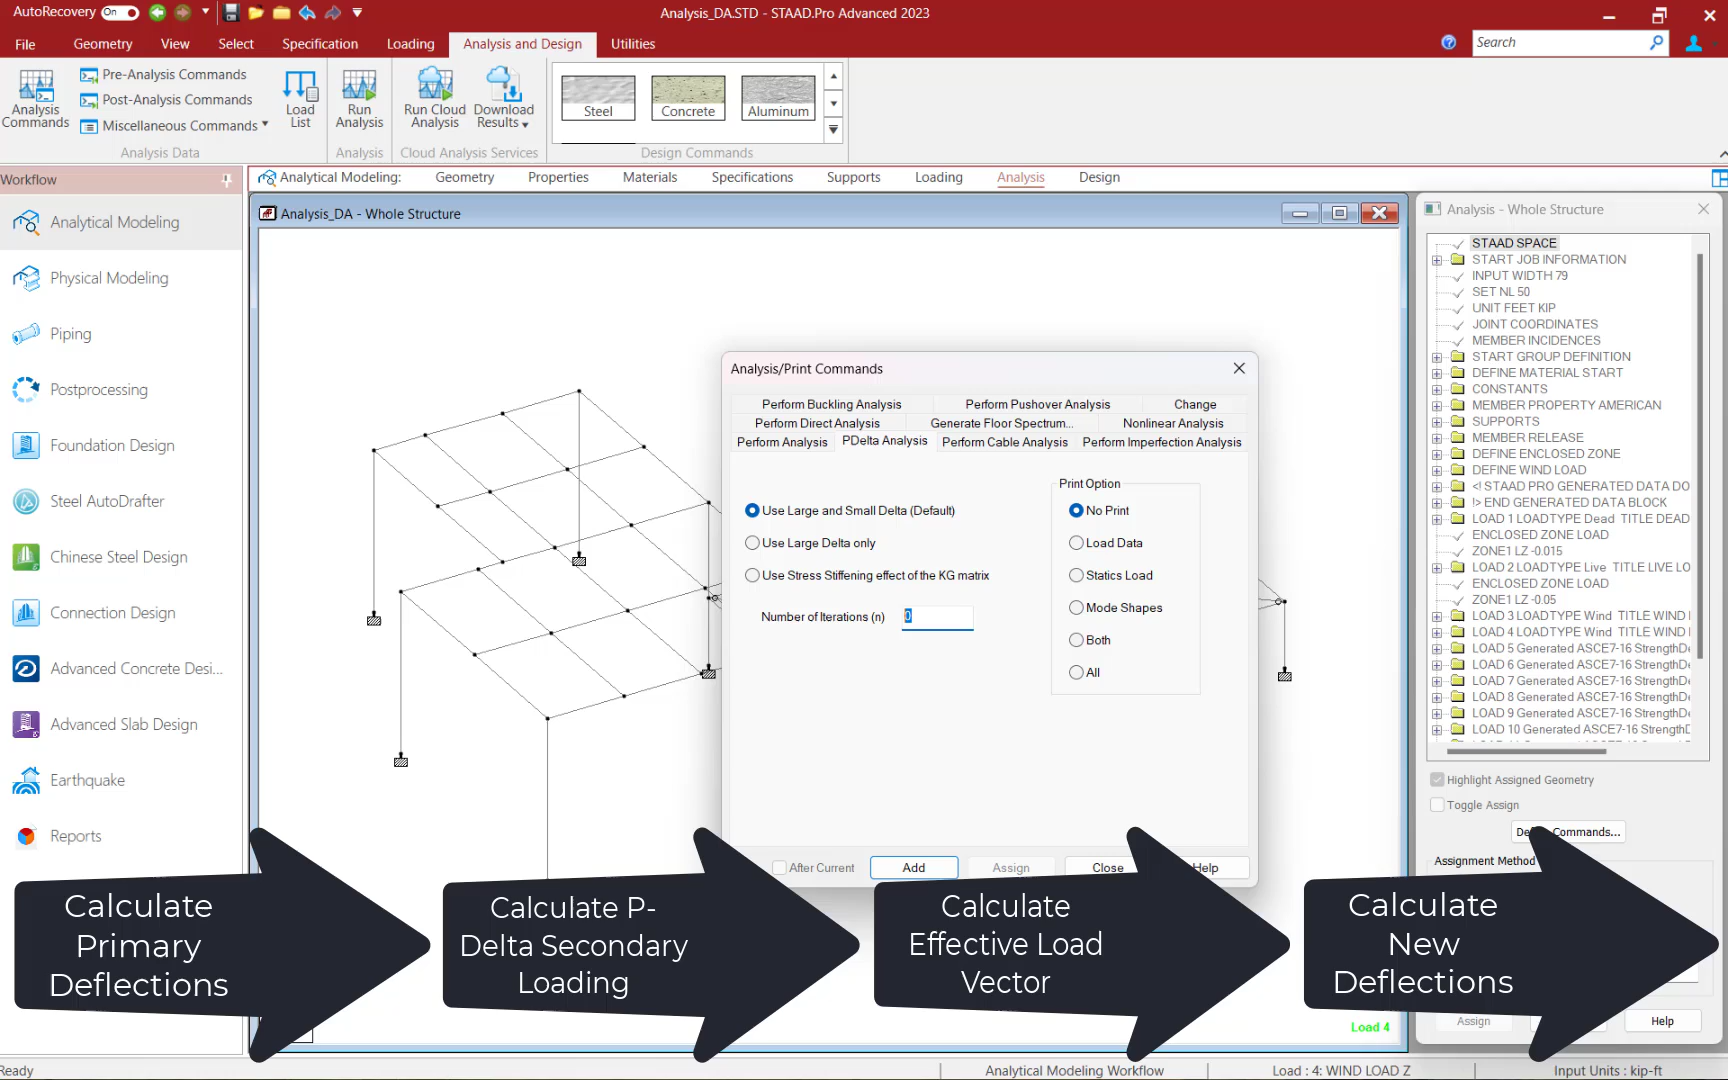 AutoRecovery On
Analysis_DA.STD - STAAD.Pro Advanced 2023
File Geometry View Select Specification Loading Analysis and Design Utilities
Search
Analysis Commands
Pre-Analysis Commands
Post-Analysis Commands
Miscellaneous Commands
Load List
Run Analysis
Run Cloud Analysis
Download Results
Steel
Concrete
Aluminum
Analysis Data
Analysis
Cloud Analysis Services
Design Commands
Workflow
Analytical Modeling: Geometry Properties Materials Specifications Supports Loading Analysis Design
Analytical Modeling
Physical Modeling
Piping
Postprocessing
Foundation Design
Steel AutoDrafter
Chinese Steel Design
Connection Design
Advanced Concrete Desi...
Advanced Slab Design
Earthquake
Reports
Analysis_DA - Whole Structure
Analysis/Print Commands
Perform Buckling Analysis Perform Pushover Analysis Change
Perform Direct Analysis Generate Floor Spectrum... Nonlinear Analysis
Perform Analysis PDelta Analysis Perform Cable Analysis Perform Imperfection Analysis
Use Large and Small Delta (Default)
Use Large Delta only
Use Stress Stiffening effect of the KG matrix
Number of Iterations (n) 0
Print Option
No Print
Load Data
Statics Load
Mode Shapes
Both
All
After Current Add Assign Close Help
Analysis - Whole Structure
STAAD SPACE
START JOB INFORMATION
INPUT WIDTH 79
SET NL 50
UNIT FEET KIP
JOINT COORDINATES
MEMBER INCIDENCES
START GROUP DEFINITION
DEFINE MATERIAL START
CONSTANTS
MEMBER PROPERTY AMERICAN
SUPPORTS
MEMBER RELEASE
DEFINE ENCLOSED ZONE
DEFINE WIND LOAD
<! STAAD PRO GENERATED DATA DO
!> END GENERATED DATA BLOCK
LOAD 1 LOADTYPE Dead TITLE DEAD
ENCLOSED ZONE LOAD
ZONE1 LZ -0.015
LOAD 2 LOADTYPE Live TITLE LIVE LO
ENCLOSED ZONE LOAD
ZONE1 LZ -0.05
LOAD 3 LOADTYPE Wind TITLE WIND
LOAD 4 LOADTYPE Wind TITLE WIND
LOAD 5 Generated ASCE7-16 StrengthDe
LOAD 6 Generated ASCE7-16 StrengthDe
LOAD 7 Generated ASCE7-16 StrengthDe
LOAD 8 Generated ASCE7-16 StrengthDe
LOAD 9 Generated ASCE7-16 StrengthDe
LOAD 10 Generated ASCE7-16 StrengthD
Highlight Assigned Geometry
Toggle Assign
Commands...
Assignment Method
Assign
Help
Calculate
Primary
Deflections
Calculate P-
Delta Secondary
Loading
Calculate
Effective Load
Vector
Calculate
New
Deflections
Load 4
Ready
Analytical Modeling Workflow
Load : 4: WIND LOAD Z
Input Units : kip-ft